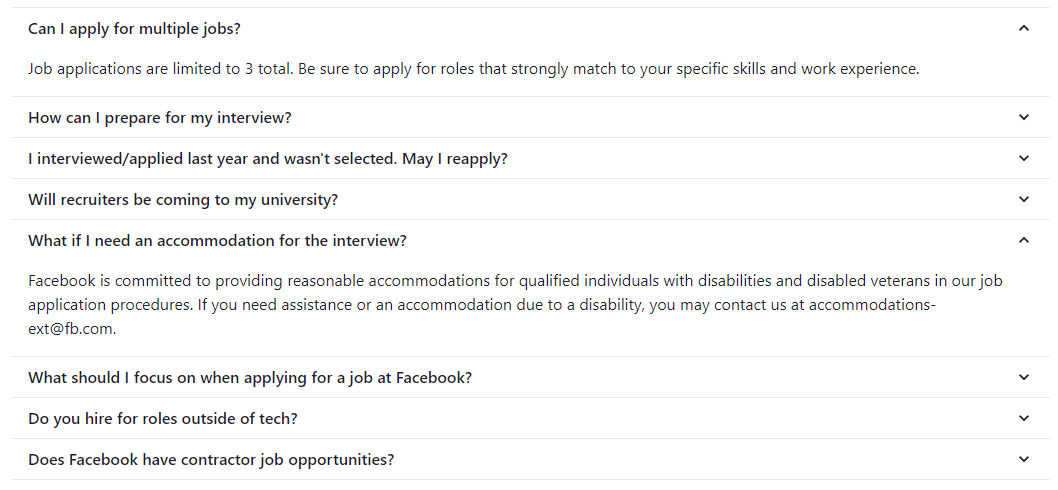 Can I apply for multiple jobs?
Job applications are limited to 3 total. Be sure to apply for roles that strongly match to your specific skills and work experience.
How can I prepare for my interview?
I interviewed/applied last year and wasn't selected. May I reapply?
Will recruiters be coming to my university?
What if I need an accommodation for the interview?
Facebook is committed to providing reasonable accommodations for qualified individuals with disabilities and disabled veterans in our job
application procedures. If you need assistance or an accommodation due to a disability, you may contact us at accommodations-
ext@fb.com.
What should I focus on when applying for a job at Facebook?
Do you hire for roles outside of tech?
Does Facebook have contractor job opportunities?